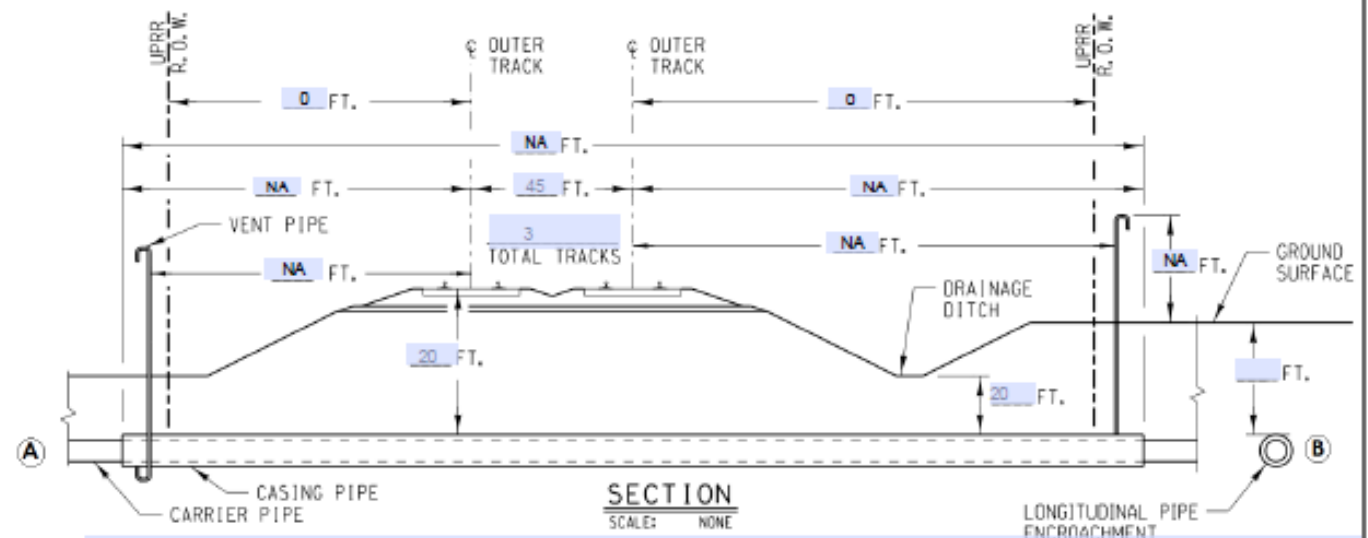 UPRR
R. O. W.
℄ OUTER
TRACK
℄ OUTER
TRACK
UPRR
R. O. W.
0 FT.
0 FT.
NA FT.
NA FT.
45 FT.
NA FT.
VENT PIPE
3
TOTAL TRACKS
NA FT.
NA FT.
NA FT.
GROUND
SURFACE
DRAINAGE
DITCH
20 FT.
FT.
20 FT.
A
B
CASING PIPE
CARRIER PIPE
SECTION
SCALE: NONE
LONGITUDINAL PIPE
ENCROACHMENT